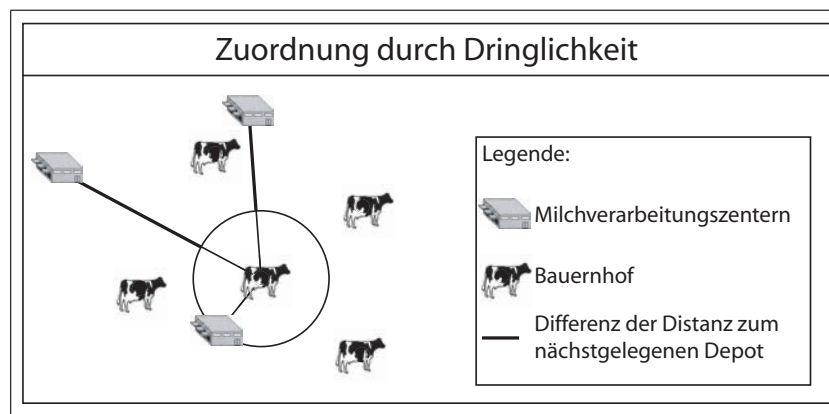 Zuordnung durch Dringlichkeit
Legende:
Milchverarbeitungszentern
Bauernhof
Differenz der Distanz zum
nächstgelegenen Depot